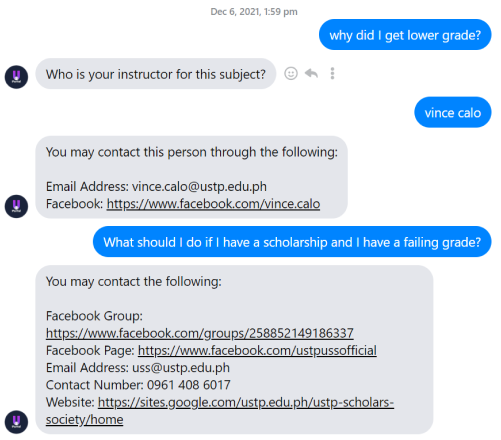 Dec 6, 2021, 1:59 pm
why did I get lower grade?
Who is your instructor for this subject?
vince calo
You may contact this person through the following:
Email Address: vince.calo@ustp.edu.ph
Facebook: https://www.facebook.com/vince.calo
What should I do if I have a scholarship and I have a failing grade?
You may contact the following:
Facebook Group:
https://www.facebook.com/groups/258852149186337
Facebook Page: https://www.facebook.com/ustpussofficial
Email Address: uss@ustp.edu.ph
Contact Number: 0961 408 6017
Website: https://sites.google.com/ustp.edu.ph/ustp-scholars-
society/home